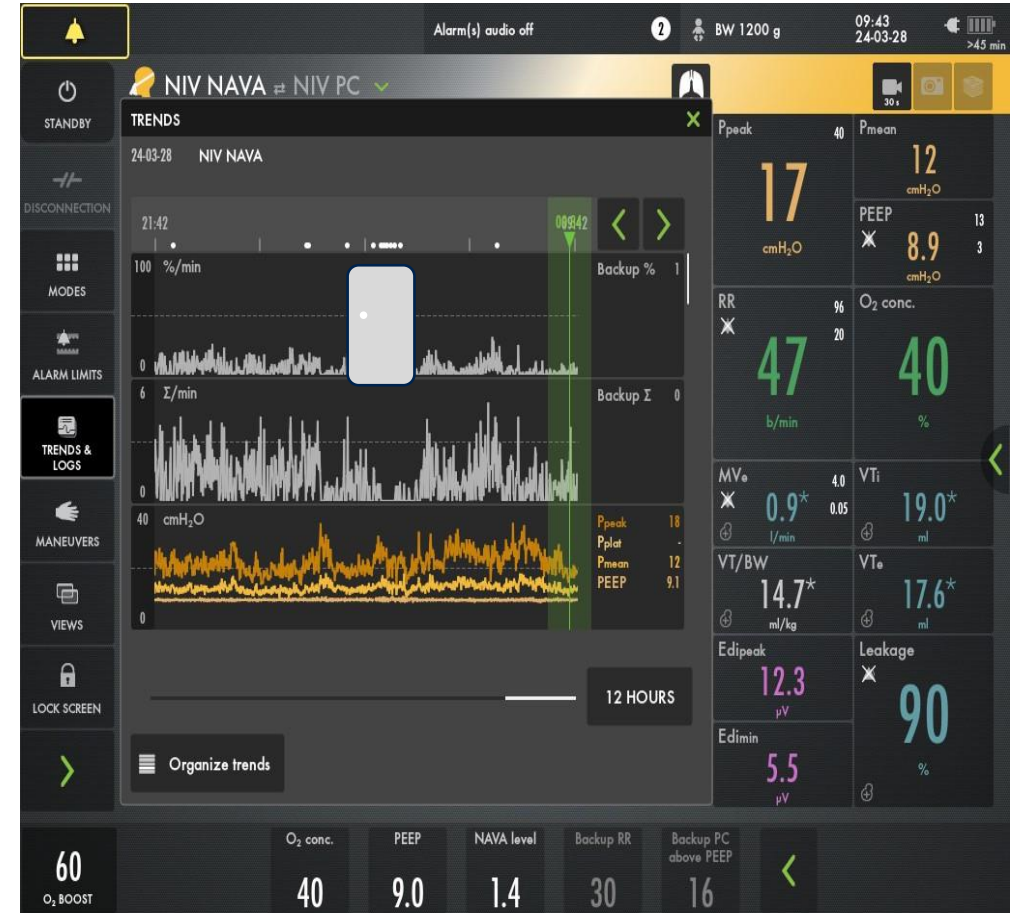 Alarm(s) audio off
2
BW 1200 g
09:43
24-03-28
>45 min
STANDBY
DISCONNECTION
MODES
ALARM LIMITS
TRENDS &
LOGS
MANEUVERS
VIEWS
LOCK SCREEN
60
O₂ BOOST
NIV NAVA ⇄ NIV PC
30 s
TRENDS
24-03-28 NIV NAVA
21:42
100 %/min
0
Backup % 1
6 Σ/min
0
Backup Σ 0
40 cmH₂O
0
Ppeak 18
Pplat -
Pmean 12
PEEP 9.1
12 HOURS
Organize trends
Ppeak 40
17
cmH₂O
Pmean
12
cmH₂O
PEEP 13
8.9 3
cmH₂O
RR 96
20
47
b/min
O₂ conc.
40
%
MVe 4.0
0.9* 0.05
l/min
VTi
19.0*
ml
VT/BW
14.7*
ml/kg
VTe
17.6*
ml
Edipeak
12.3
µV
Leakage
90
%
Edimin
5.5
µV
O₂ conc.
40
PEEP
9.0
NAVA level
1.4
Backup RR
30
Backup PC
above PEEP
16